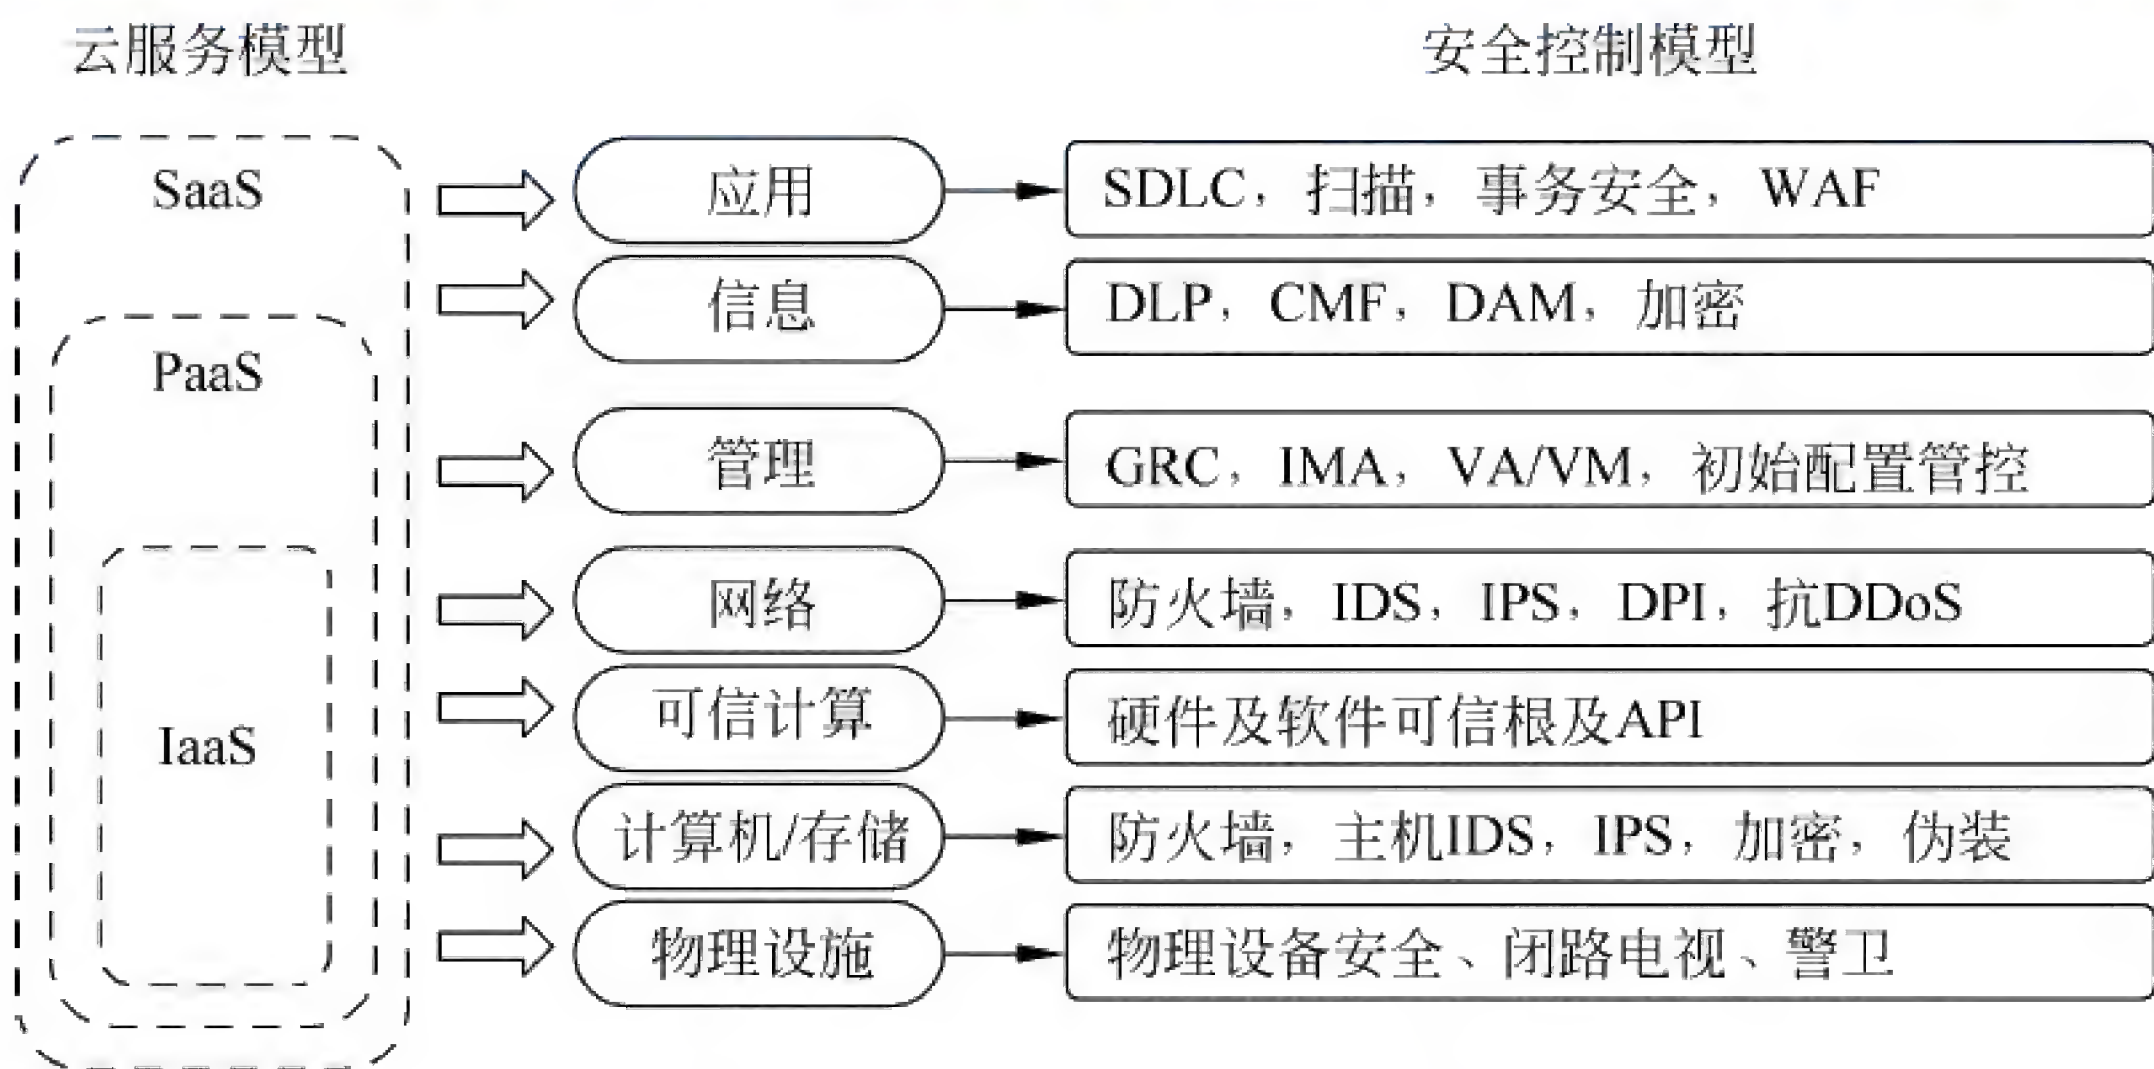 云服务模型
安全控制模型
SaaS
应用
SDLC，扫描，事务安全，WAF
信息
DLP，CMF，DAM，加密
PaaS
管理
GRC，IMA，VA/VM，初始配置管控
网络
防火墙，IDS，IPS，DPI，抗DDoS
IaaS
可信计算
硬件及软件可信根及API
计算机/存储
防火墙，主机IDS，IPS，加密，伪装
物理设施
物理设备安全、闭路电视、警卫